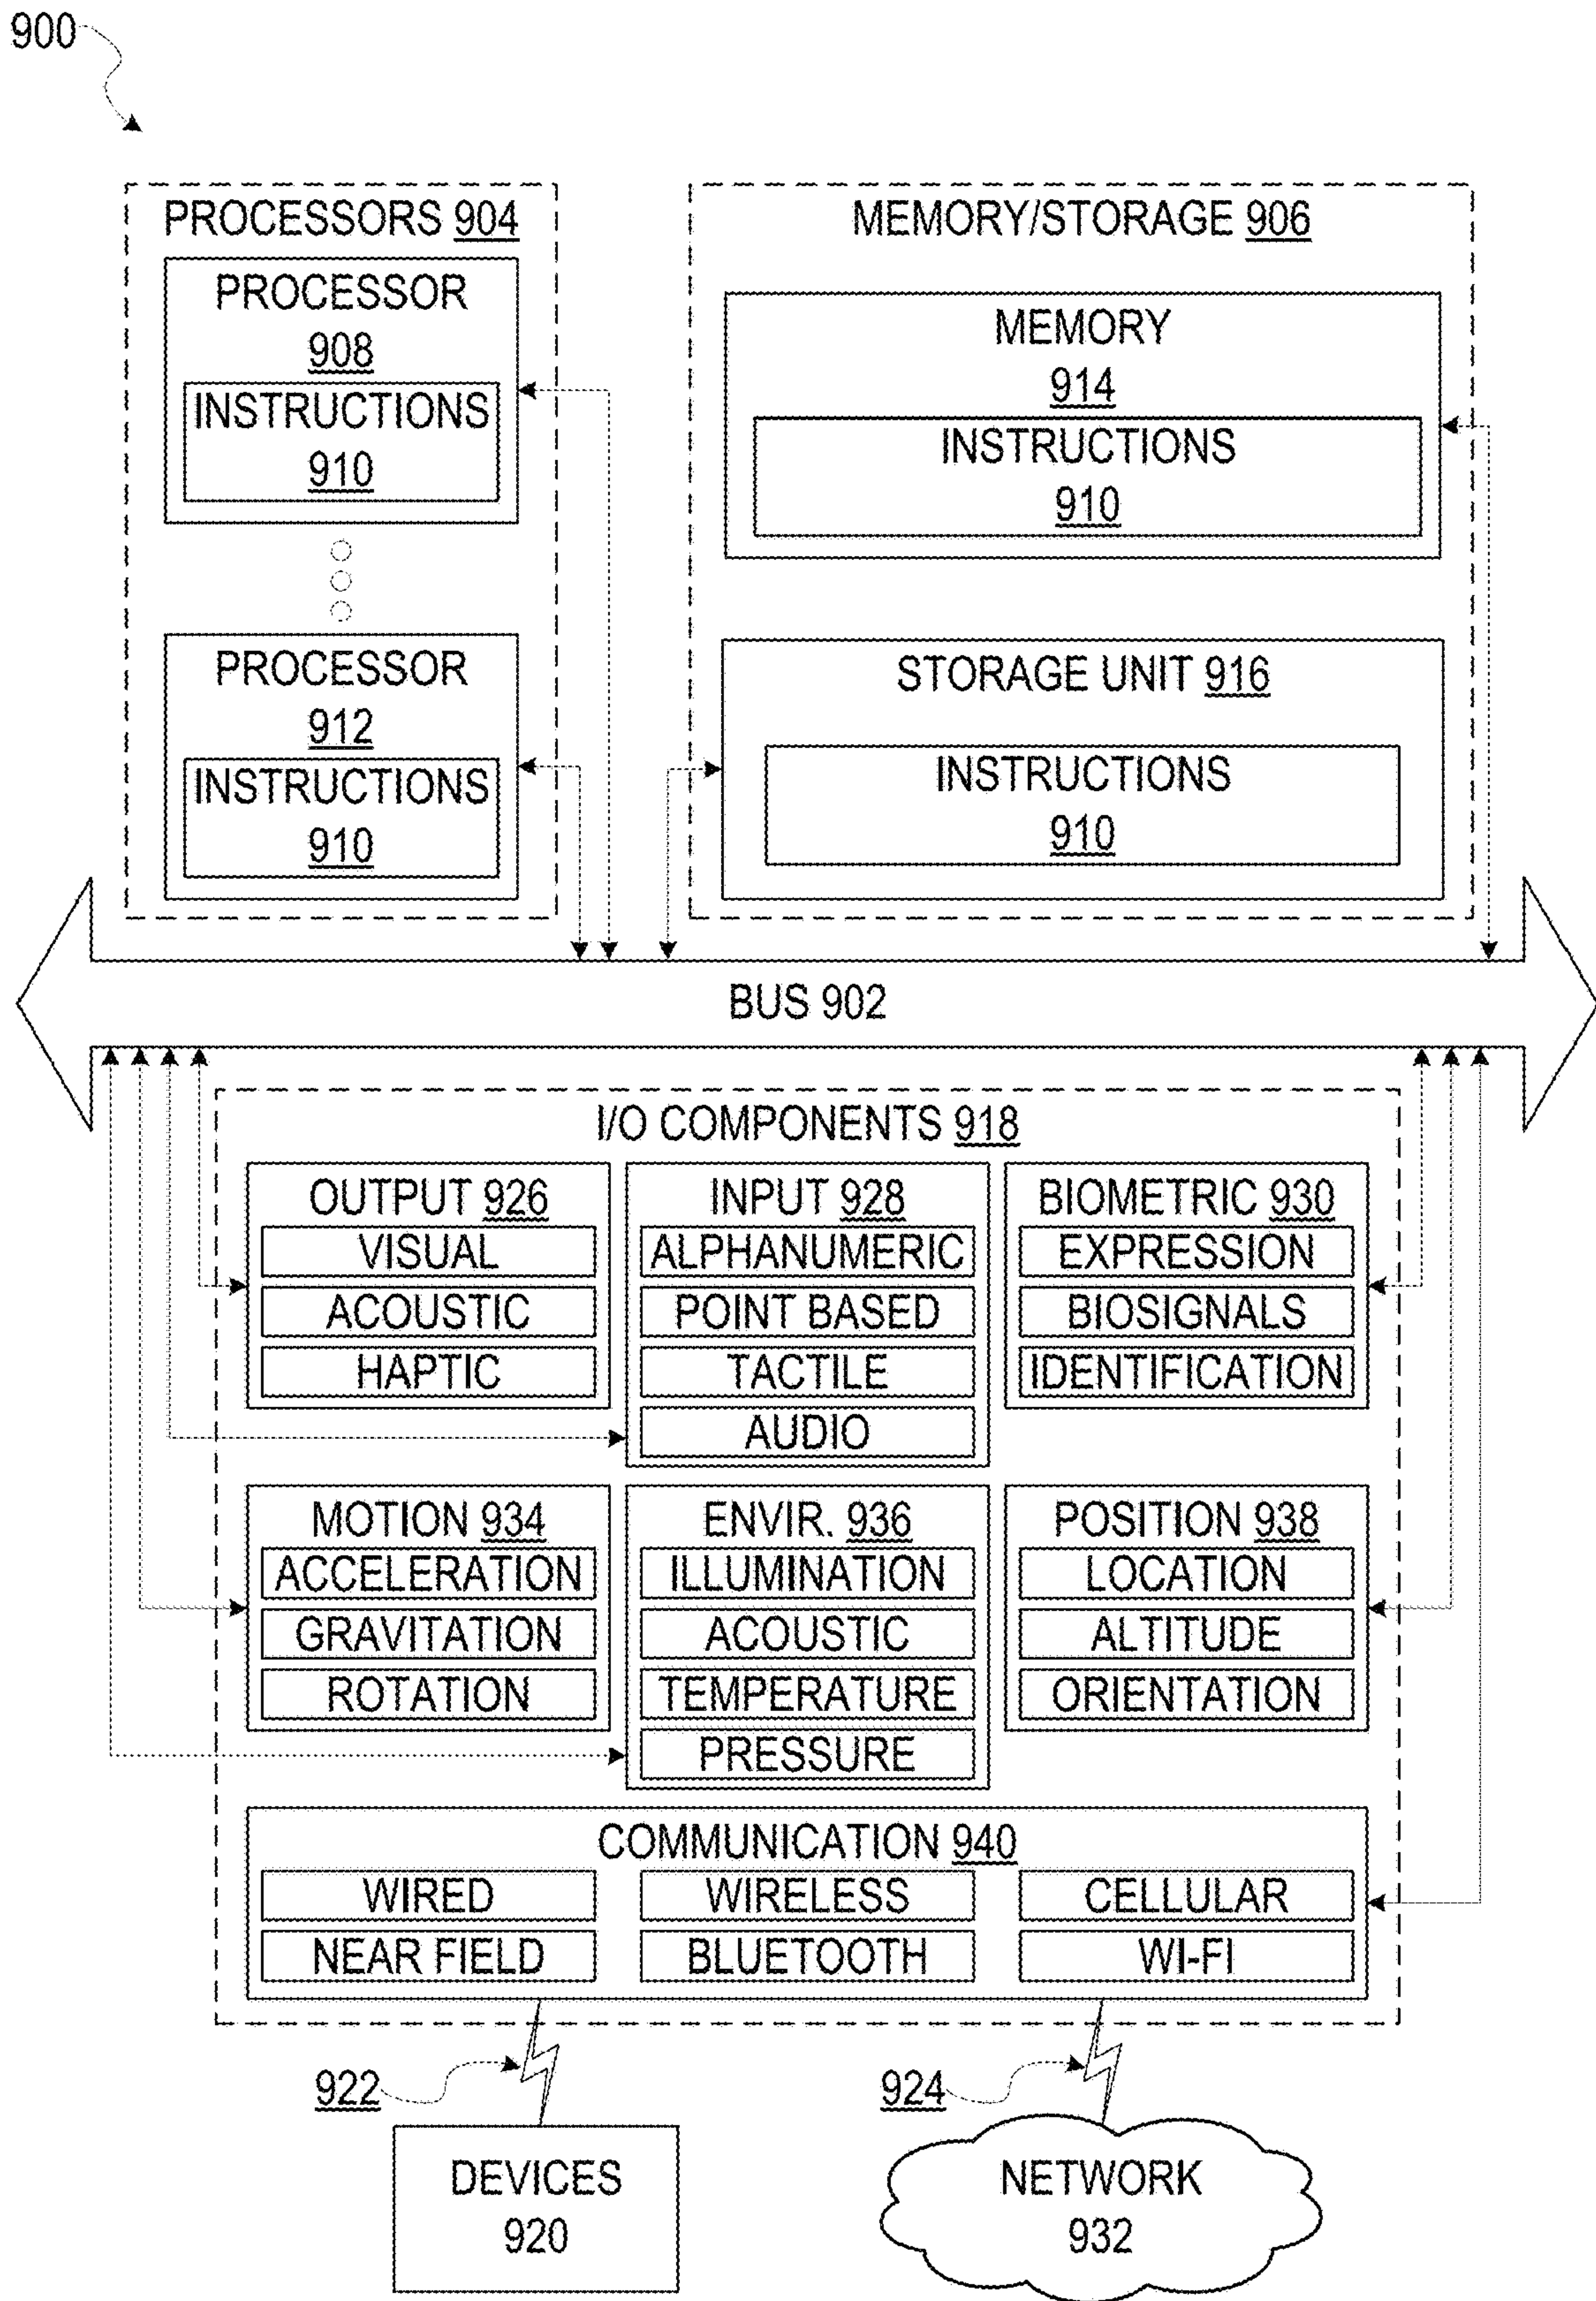 900
PROCESSORS 904
PROCESSOR
908
INSTRUCTIONS
910
PROCESSOR
912
INSTRUCTIONS
910
MEMORY/STORAGE 906
MEMORY
914
INSTRUCTIONS
910
STORAGE UNIT 916
INSTRUCTIONS
910
BUS 902
I/O COMPONENTS 918
OUTPUT 926
VISUAL
ACOUSTIC
HAPTIC
INPUT 928
ALPHANUMERIC
POINT BASED
TACTILE
AUDIO
BIOMETRIC 930
EXPRESSION
BIOSIGNALS
IDENTIFICATION
MOTION 934
ACCELERATION
GRAVITATION
ROTATION
ENVIR. 936
ILLUMINATION
ACOUSTIC
TEMPERATURE
PRESSURE
POSITION 938
LOCATION
ALTITUDE
ORIENTATION
COMMUNICATION 940
WIRED
WIRELESS
CELLULAR
NEAR FIELD
BLUETOOTH
WI-FI
922
924
DEVICES
920
NETWORK
932